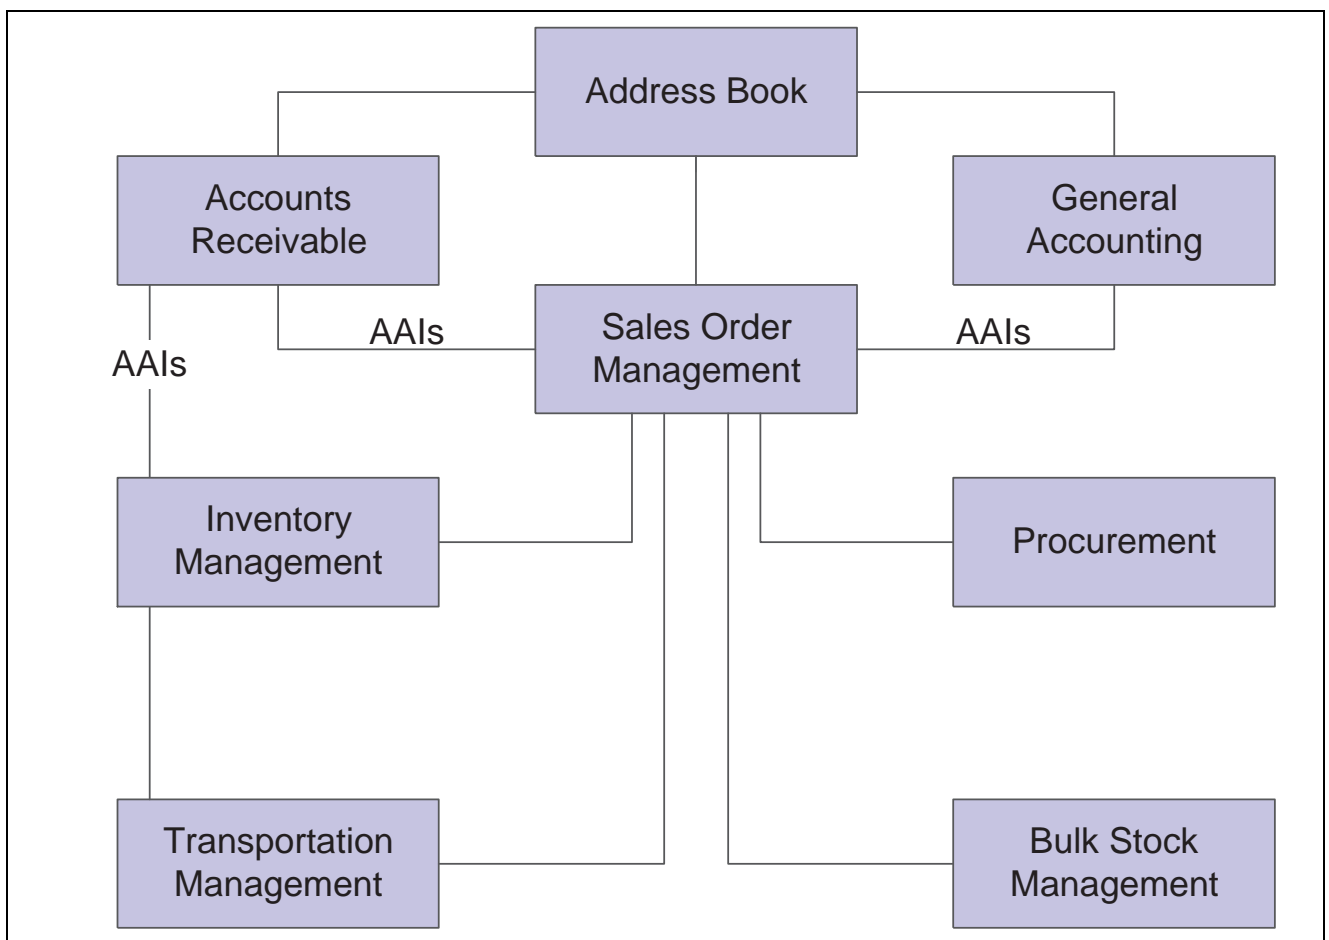 Address Book
Accounts
Receivable
General
Accounting
AAIs
Sales Order
Management
AAIs
AAIs
Inventory
Management
Procurement
Transportation
Management
Bulk Stock
Management